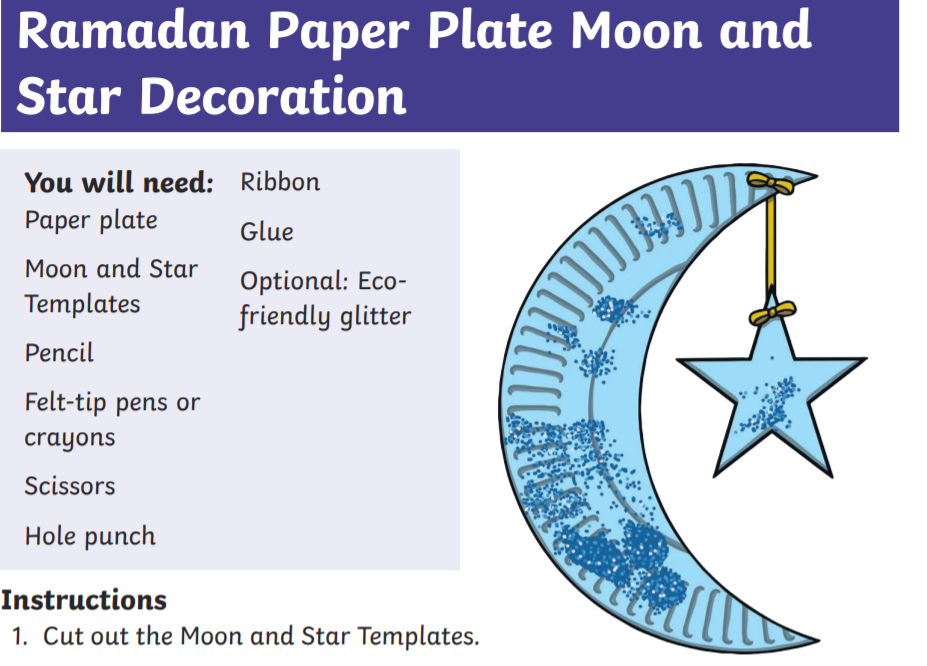 Ramadan Paper Plate Moon and
Star Decoration
You will need:
Paper plate
Moon and Star
Templates
Pencil
Felt-tip pens or
crayons
Scissors
Hole punch
Ribbon
Glue
Optional: Eco-
friendly glitter
Instructions
1. Cut out the Moon and Star Templates.